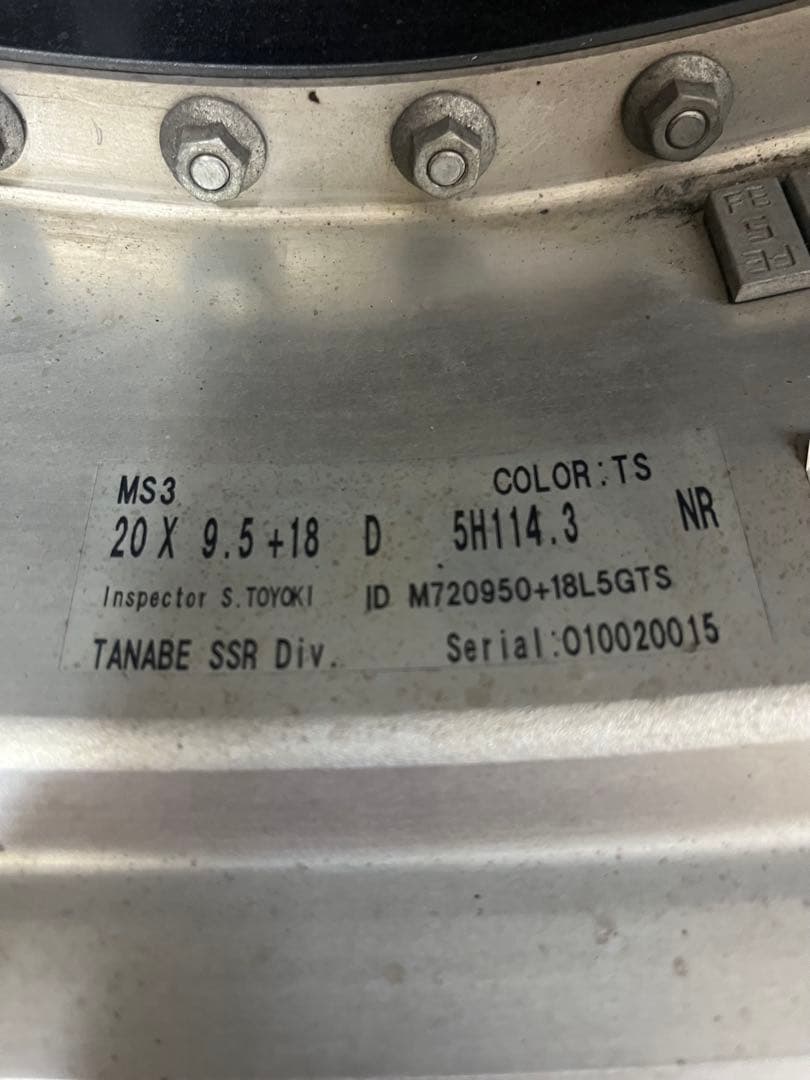 MS3 COLOR:TS
20 X 9.5 +18 D 5H114.3 NR
Inspector S.TOYOKI ID M720950+18L5GTS
TANABE SSR Div. Serial:010020015